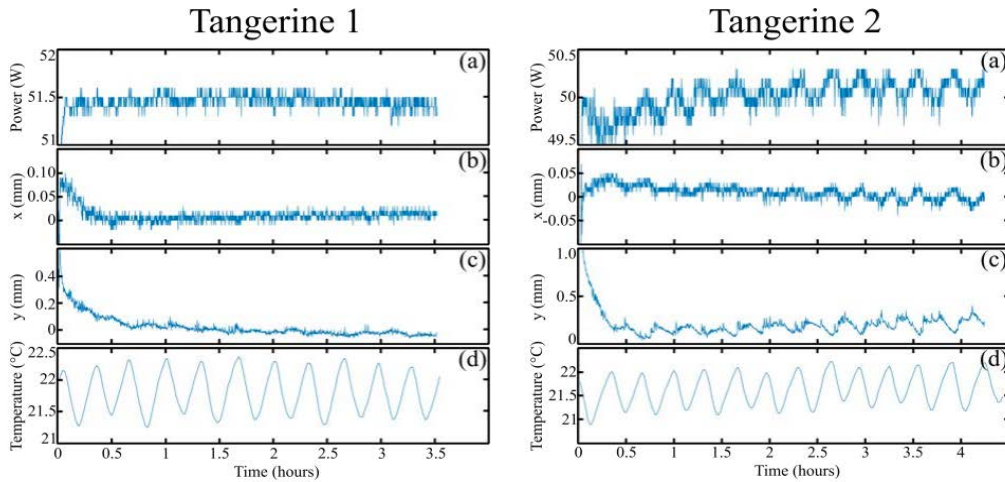 Tangerine 1
52
51.5
51
Power (W)
(a)
0.10
0.05
0
x (mm)
(b)
0.4
0.2
0
y (mm)
(c)
22.5
22
21.5
21
Temperature (°C)
(d)
0 0.5 1 1.5 2 2.5 3 3.5
Time (hours)
Tangerine 2
50.5
50
49.5
Power (W)
(a)
0.05
0
-0.05
x (mm)
(b)
1.0
0.5
0
y (mm)
(c)
22
21.5
21
Temperature (°C)
(d)
0 0.5 1 1.5 2 2.5 3 3.5 4
Time (hours)